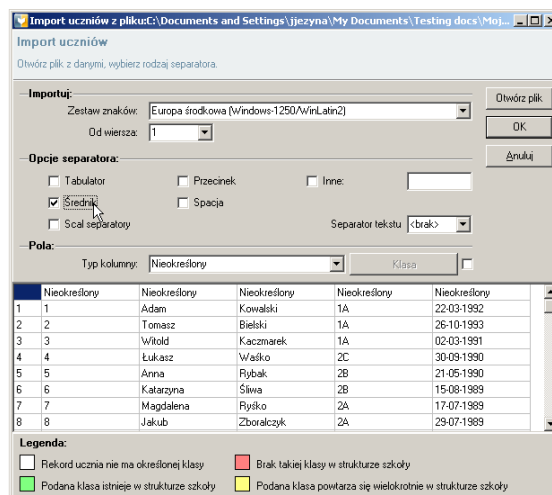 Import uczniów z pliku:C:\Documents and Settings\jjezyna\My Documents\Testing docs\Moj...
Import uczniów
Otwórz plik z danymi, wybierz rodzaj separatora.
Importuj:
Otwórz plik
Zestaw znaków: Europa środkowa (Windows-1250/WinLatin2)
OK
Od wiersza: 1
Anuluj
Opcje separatora:
Tabulator Przecinek Inne:
Średnik Spacja
Scal separatory Separator tekstu <brak>
Pola:
Typ kolumny: Nieokreślony Klasa
Nieokreślony Nieokreślony Nieokreślony Nieokreślony Nieokreślony
1 1 Adam Kowalski 1A 22-03-1992
2 2 Tomasz Bielski 1A 26-10-1993
3 3 Witold Kaczmarek 1A 02-03-1991
4 4 Łukasz Waśko 2C 30-09-1990
5 5 Anna Rybak 2B 21-05-1990
6 6 Katarzyna Śliwa 2B 15-08-1989
7 7 Magdalena Ryśko 2A 17-07-1989
8 8 Jakub Zboralczyk 2A 29-07-1989
Legenda:
Rekord ucznia nie ma określonej klasy Brak takiej klasy w strukturze szkoły
Podana klasa istnieje w strukturze szkoły Podana klasa powtarza się wielokrotnie w strukturze szkoły